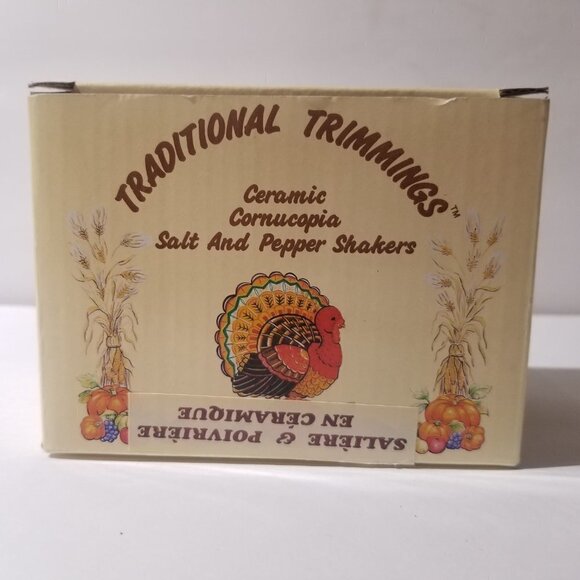 TRADITIONAL TRIMMINGS™
Ceramic
Cornucopia
Salt And Pepper Shakers
SALIÈRE & POIVRIÈRE
EN CÉRAMIQUE